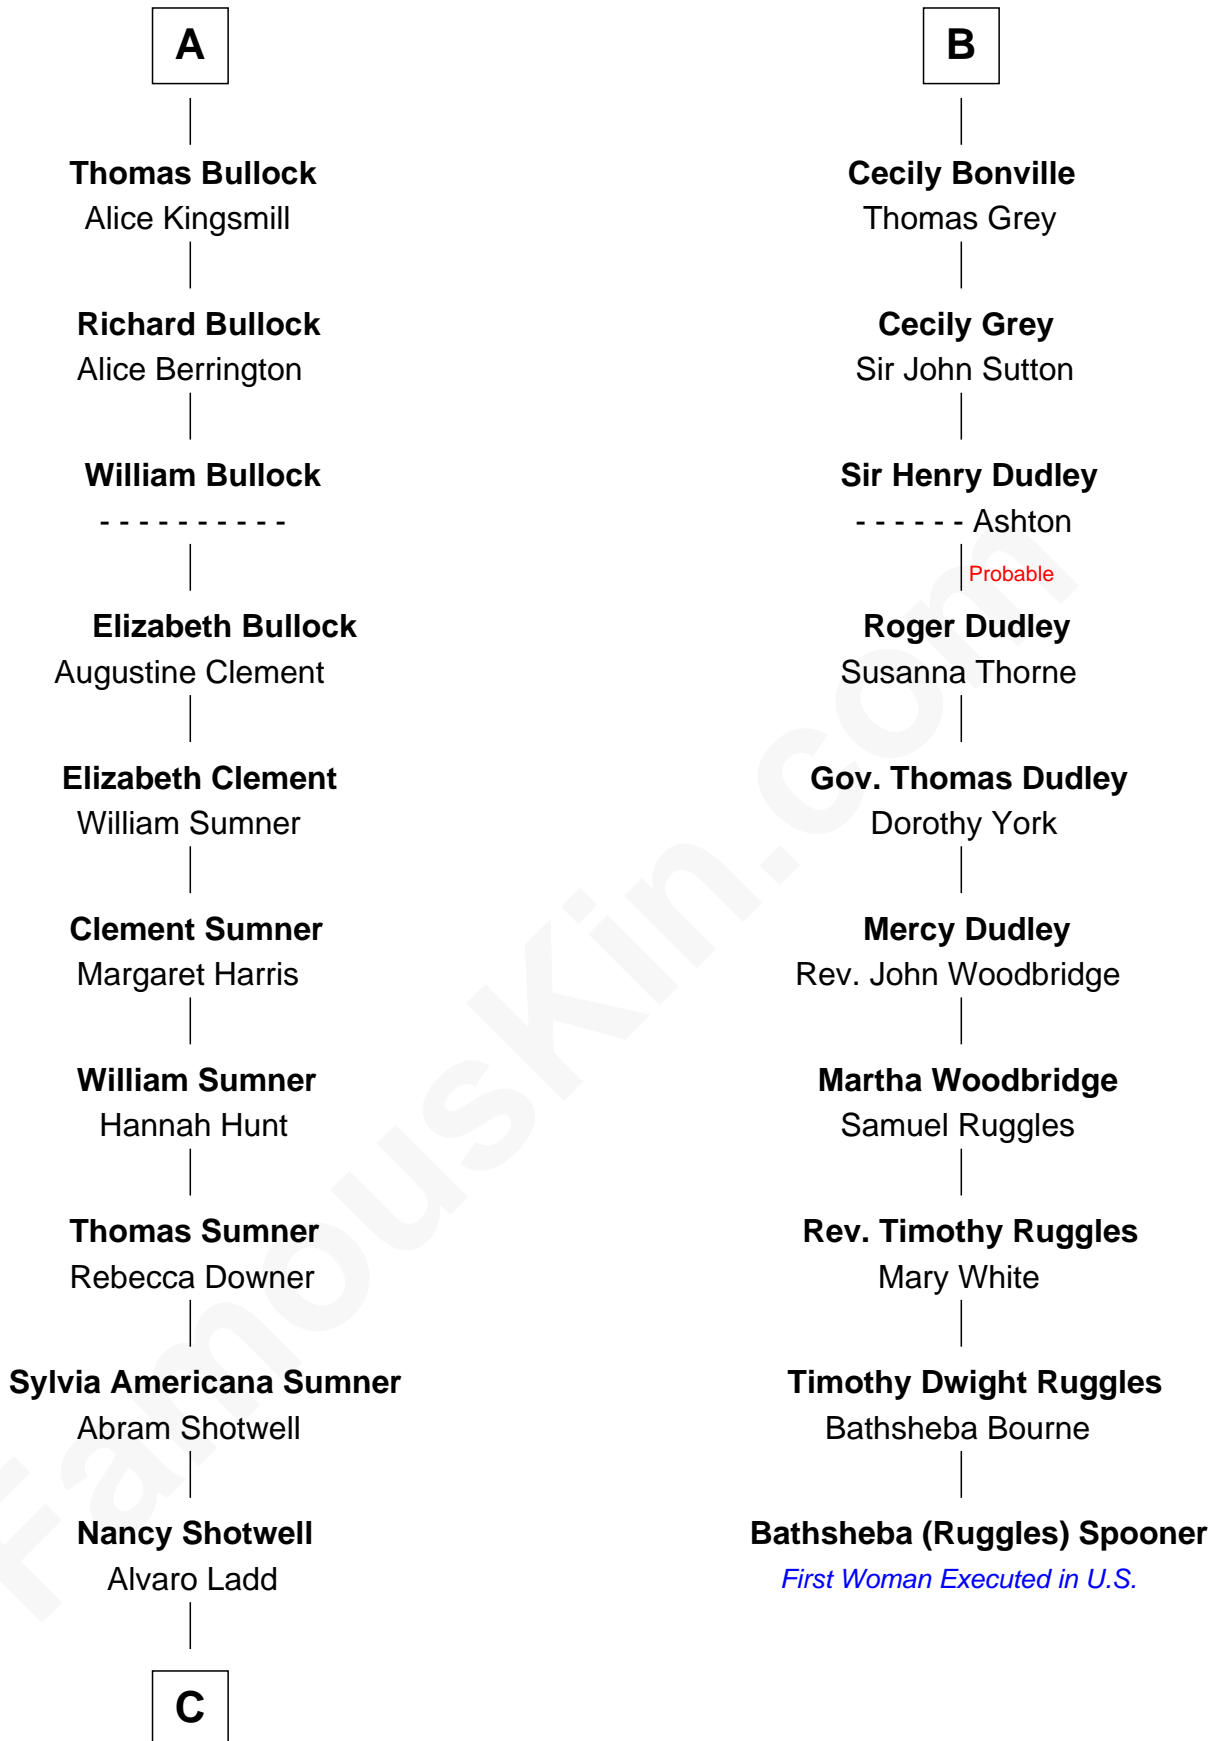 A
Thomas Bullock
Alice Kingsmill
Richard Bullock
Alice Berrington
William Bullock
- - - - - - - - - -
Elizabeth Bullock
Augustine Clement
Elizabeth Clement
William Sumner
Clement Sumner
Margaret Harris
William Sumner
Hannah Hunt
Thomas Sumner
Rebecca Downer
Sylvia Americana Sumner
Abram Shotwell
Nancy Shotwell
Alvaro Ladd
C
B
Cecily Bonville
Thomas Grey
Cecily Grey
Sir John Sutton
Sir Henry Dudley
- - - - - - Ashton
Probable
Roger Dudley
Susanna Thorne
Gov. Thomas Dudley
Dorothy York
Mercy Dudley
Rev. John Woodbridge
Martha Woodbridge
Samuel Ruggles
Rev. Timothy Ruggles
Mary White
Timothy Dwight Ruggles
Bathsheba Bourne
Bathsheba (Ruggles) Spooner
First Woman Executed in U.S.
FamousKin.com